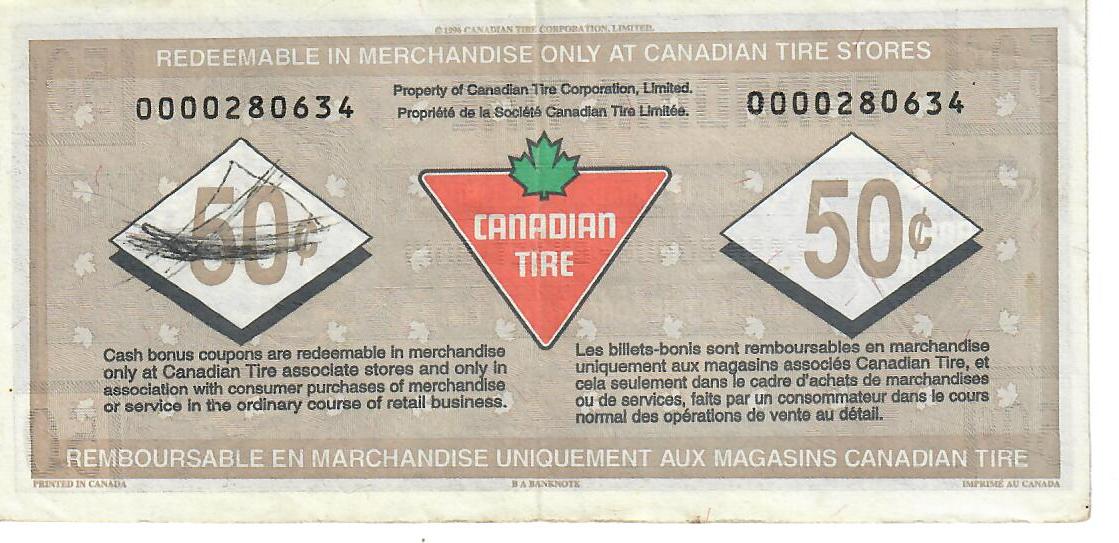 ©1996 CANADIAN TIRE CORPORATION, LIMITED.
REDEEMABLE IN MERCHANDISE ONLY AT CANADIAN TIRE STORES
Property of Canadian Tire Corporation, Limited.
Propriété de la Société Canadian Tire Limitée.
0000280634
0000280634
50¢
CANADIAN
TIRE
50¢
Cash bonus coupons are redeemable in merchandise
only at Canadian Tire associate stores and only in
association with consumer purchases of merchandise
or service in the ordinary course of retail business.
Les billets-bonis sont remboursables en marchandise
uniquement aux magasins associés Canadian Tire, et
cela seulement dans le cadre d'achats de marchandises
ou de services, faits par un consommateur dans le cours
normal des opérations de vente au détail.
REMBOURSABLE EN MARCHANDISE UNIQUEMENT AUX MAGASINS CANADIAN TIRE
PRINTED IN CANADA
B A BANKNOTE
IMPRIMÉ AU CANADA